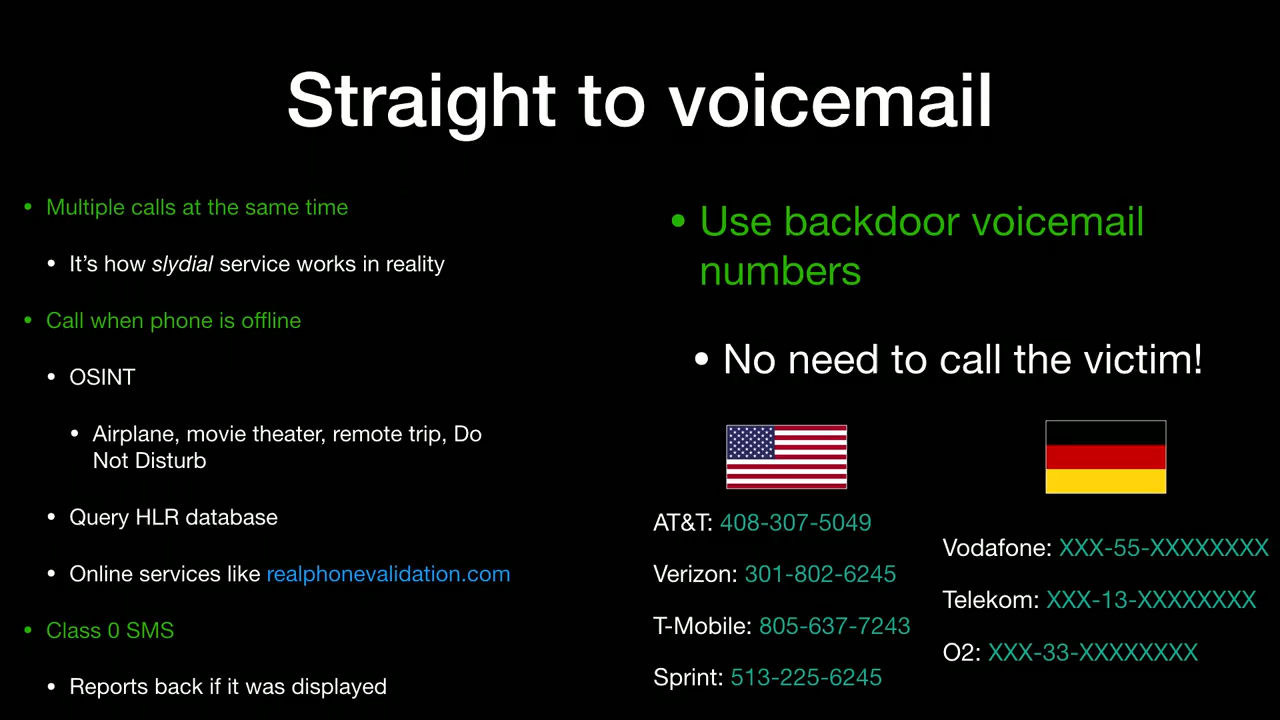 Straight to voicemail
• Multiple calls at the same time
• It’s how slydial service works in reality
• Call when phone is offline
• OSINT
• Airplane, movie theater, remote trip, Do
Not Disturb
• Query HLR database
• Online services like realphonevalidation.com
• Class 0 SMS
• Reports back if it was displayed
• Use backdoor voicemail
numbers
• No need to call the victim!
AT&T: 408-307-5049
Verizon: 301-802-6245
T-Mobile: 805-637-7243
Sprint: 513-225-6245
Vodafone: XXX-55-XXXXXXXX
Telekom: XXX-13-XXXXXXXX
O2: XXX-33-XXXXXXXX